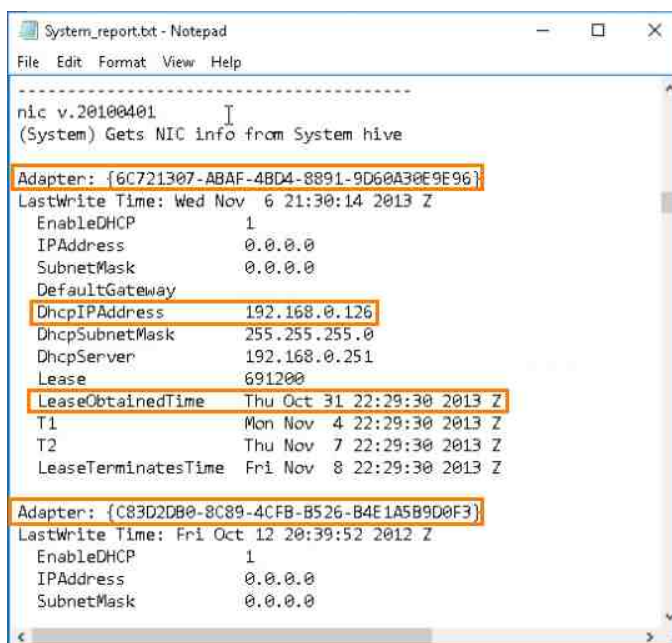 System_report.txt - Notepad
File Edit Format View Help
-----------------------------------------
nic v.20100401
(System) Gets NIC info from System hive
Adapter: {6C721307-ABAF-4BD4-8891-9D60A30E9E96}
LastWrite Time: Wed Nov  6 21:30:14 2013 Z
EnableDHCP 1
IPAddress 0.0.0.0
SubnetMask 0.0.0.0
DefaultGateway
DhcpIPAddress 192.168.0.126
DhcpSubnetMask 255.255.255.0
DhcpServer 192.168.0.251
Lease 691200
LeaseObtainedTime Thu Oct 31 22:29:30 2013 Z
T1 Mon Nov  4 22:29:30 2013 Z
T2 Thu Nov  7 22:29:30 2013 Z
LeaseTerminatesTime Fri Nov  8 22:29:30 2013 Z
Adapter: {C83D2DB0-8C89-4CFB-B526-B4E1A5B9D0F3}
LastWrite Time: Fri Oct 12 20:39:52 2012 Z
EnableDHCP 1
IPAddress 0.0.0.0
SubnetMask 0.0.0.0